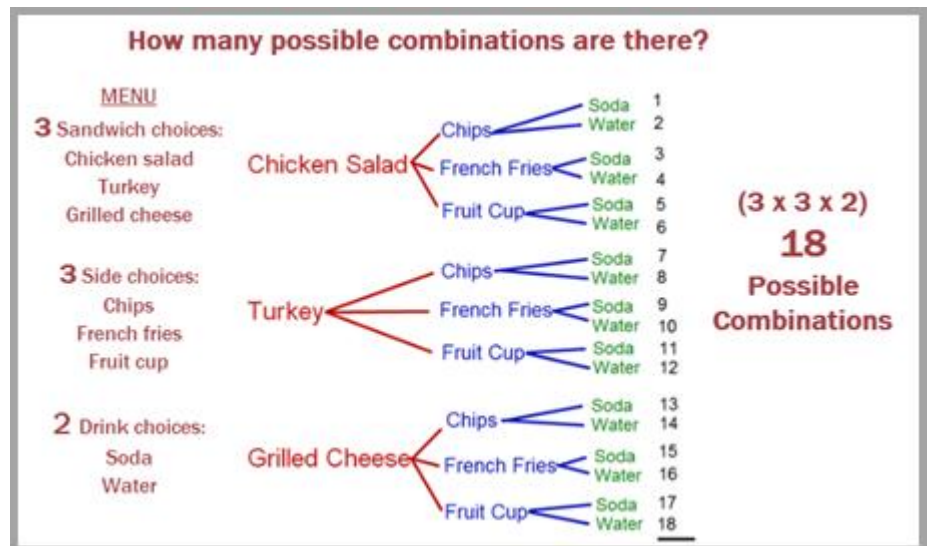 How many possible combinations are there?
MENU
3 Sandwich choices:
Chicken salad
Turkey
Grilled cheese
3 Side choices:
Chips
French fries
Fruit cup
2 Drink choices:
Soda
Water
Chicken Salad
Chips
Soda 1
Water 2
French Fries
Soda 3
Water 4
Fruit Cup
Soda 5
Water 6
Turkey
Chips
Soda 7
Water 8
French Fries
Soda 9
Water 10
Fruit Cup
Soda 11
Water 12
Grilled Cheese
Chips
Soda 13
Water 14
French Fries
Soda 15
Water 16
Fruit Cup
Soda 17
Water 18
(3 x 3 x 2)
18
Possible
Combinations